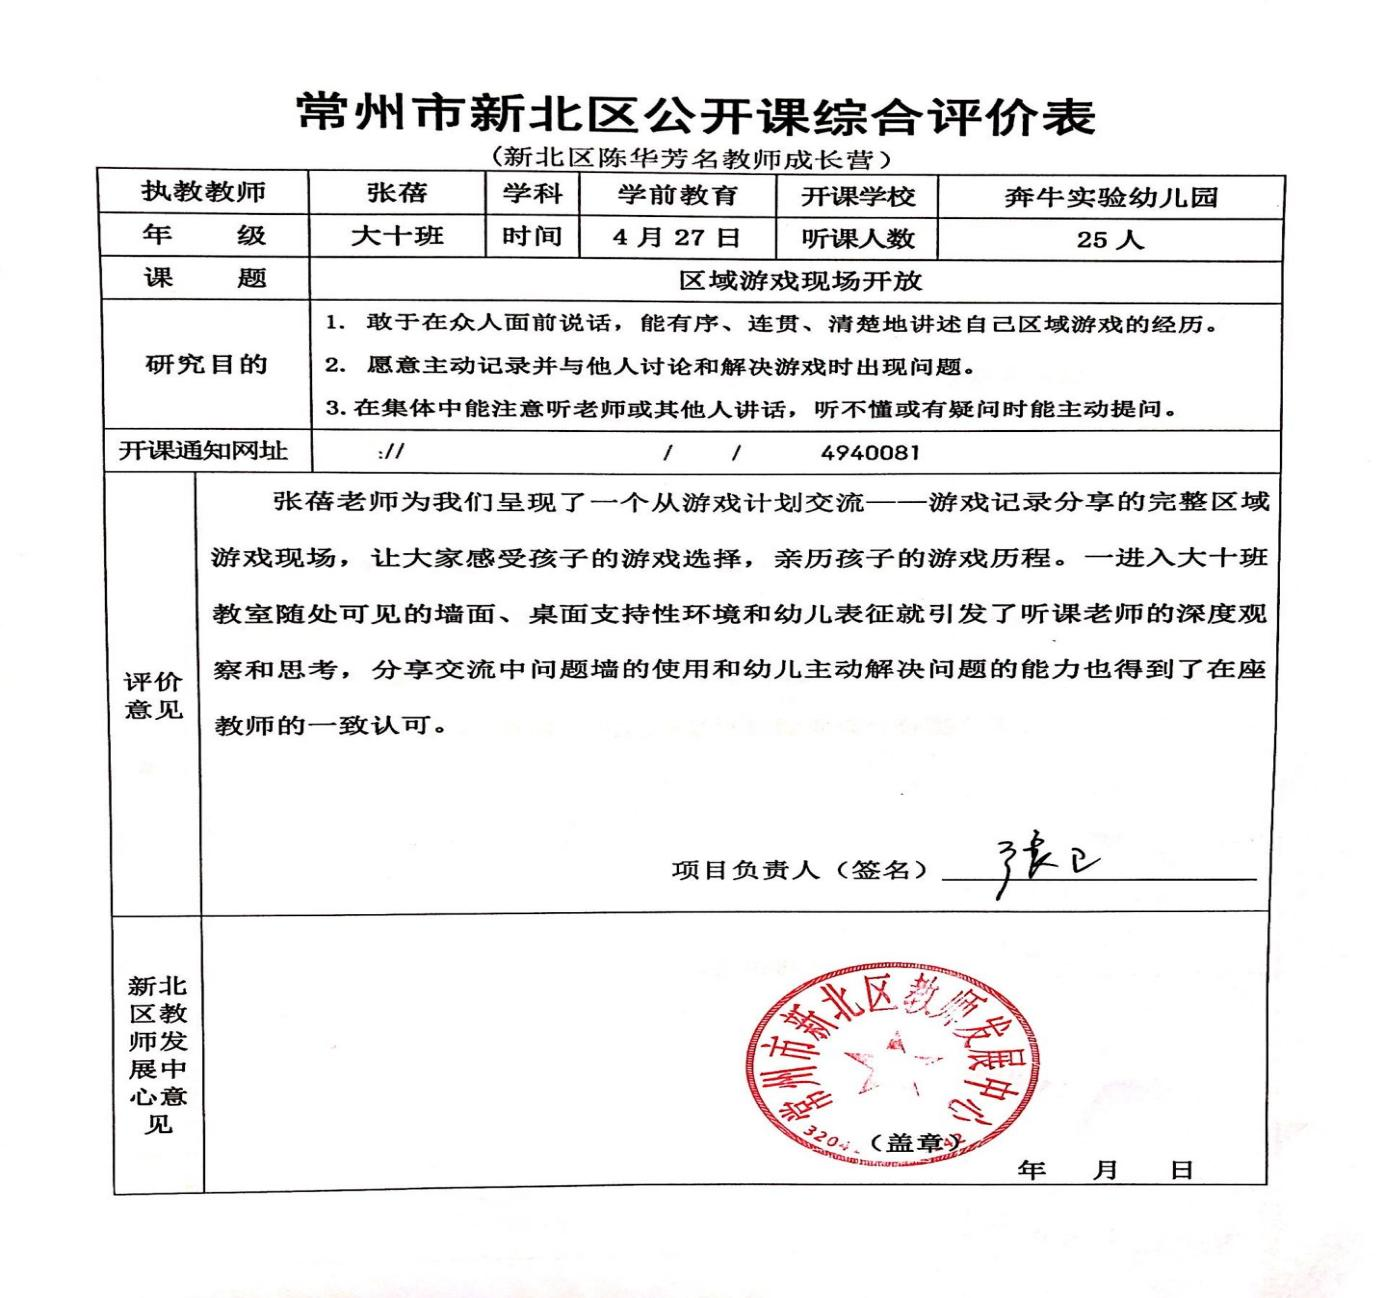 常州市新北区公开课综合评价表
（新北区陈华芳名教师成长营）
执教教师 张蓓 学科 学前教育 开课学校 奔牛实验幼儿园
年 级 大十班 时间 4 月 27 日 听课人数 25 人
课 题 区域游戏现场开放
研究目的
1. 敢于在众人面前说话，能有序、连贯、清楚地讲述自己区域游戏的经历。
2. 愿意主动记录并与他人讨论和解决游戏时出现问题。
3. 在集体中能注意听老师或其他人讲话，听不懂或有疑问时能主动提问。
开课通知网址 :// / / 4940081
评价
意见
张蓓老师为我们呈现了一个从游戏计划交流——游戏记录分享的完整区域
游戏现场，让大家感受孩子的游戏选择，亲历孩子的游戏历程。一进入大十班
教室随处可见的墙面、桌面支持性环境和幼儿表征就引发了听课老师的深度观
察和思考，分享交流中问题墙的使用和幼儿主动解决问题的能力也得到了在座
教师的一致认可。
项目负责人（签名）
新北
区教
师发
展中
心意
见
常州市新北区教师发展中心
（盖章）
年 月 日